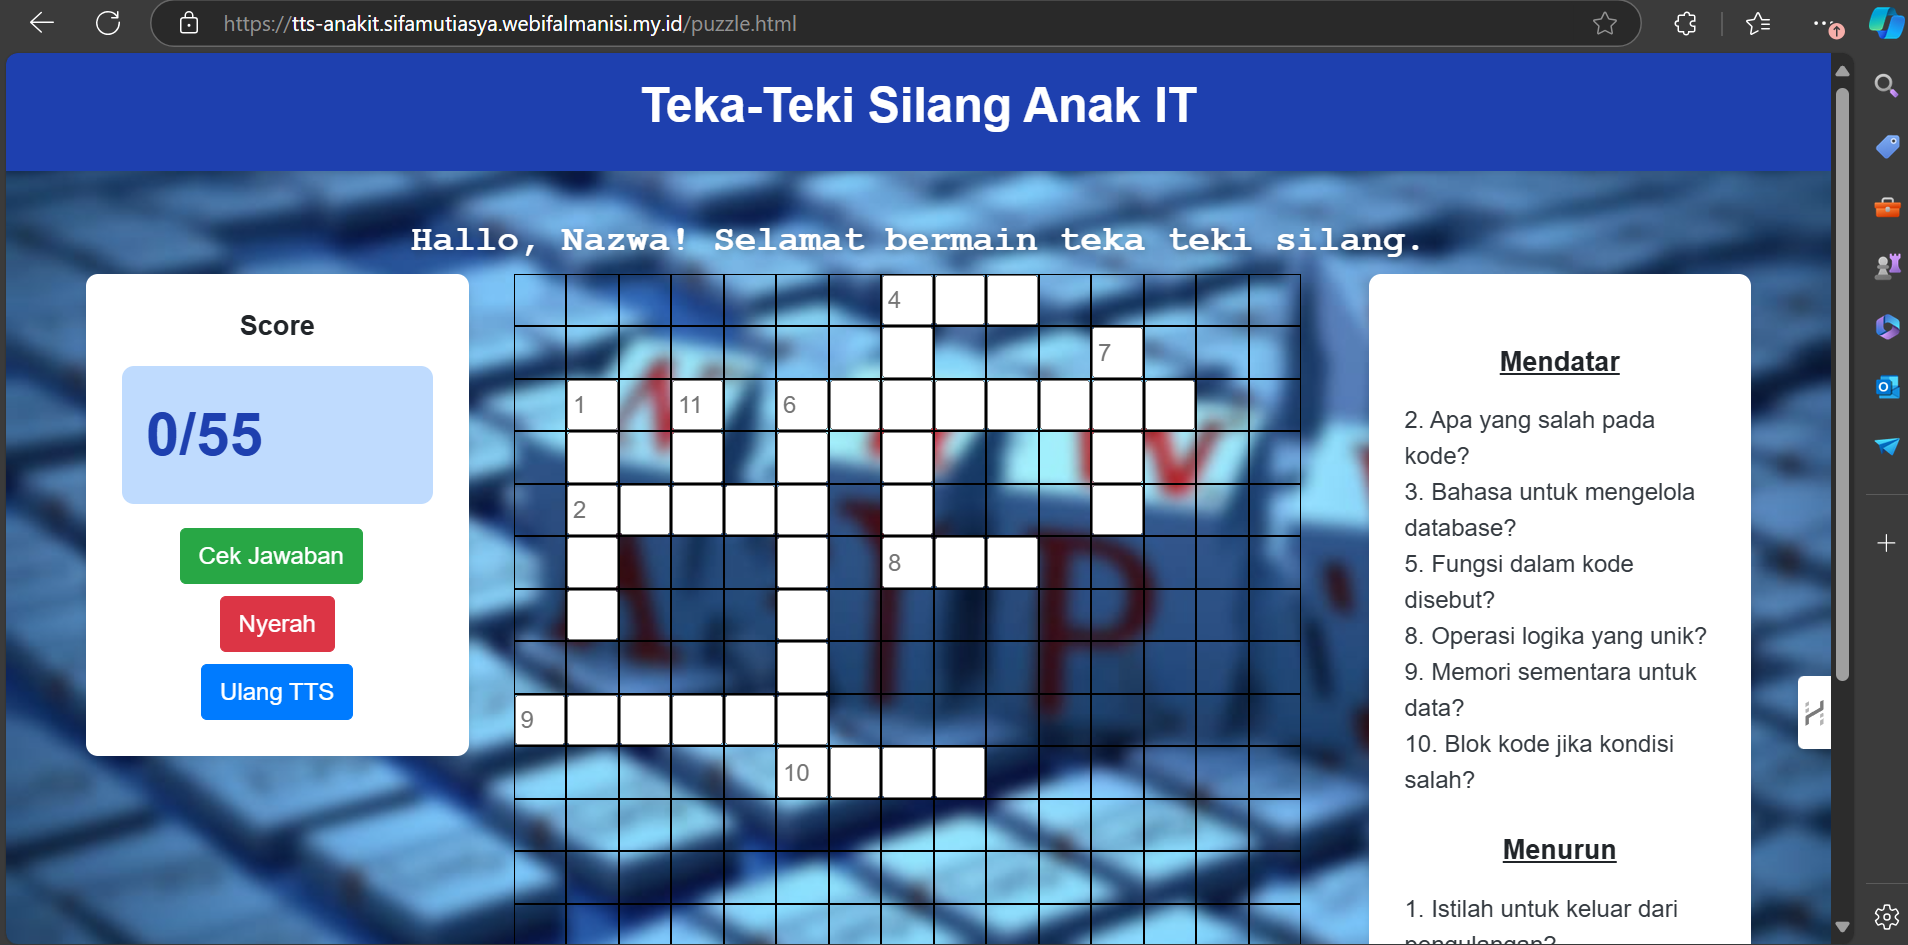 https://tts-anakit.sifamutiasya.webifalmanisi.my.id/puzzle.html
Teka-Teki Silang Anak IT
Hallo, Nazwa! Selamat bermain teka teki silang.
Score
0/55
Cek Jawaban
Nyerah
Ulang TTS
4
7
1
11
6
2
8
9
10
Mendatar
2. Apa yang salah pada
kode?
3. Bahasa untuk mengelola
database?
5. Fungsi dalam kode
disebut?
8. Operasi logika yang unik?
9. Memori sementara untuk
data?
10. Blok kode jika kondisi
salah?
Menurun
1. Istilah untuk keluar dari
pengulangan?